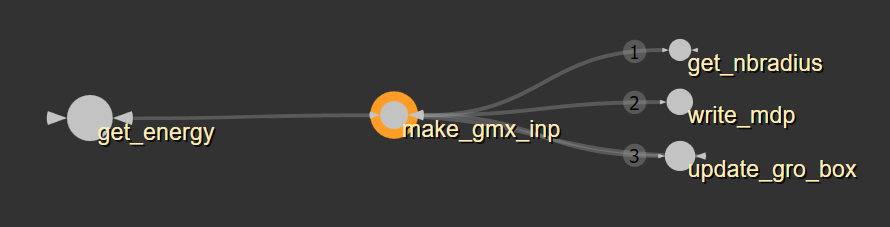 get_energy
make_gmx_inp
1
get_nbradius
2
write_mdp
3
update_gro_box